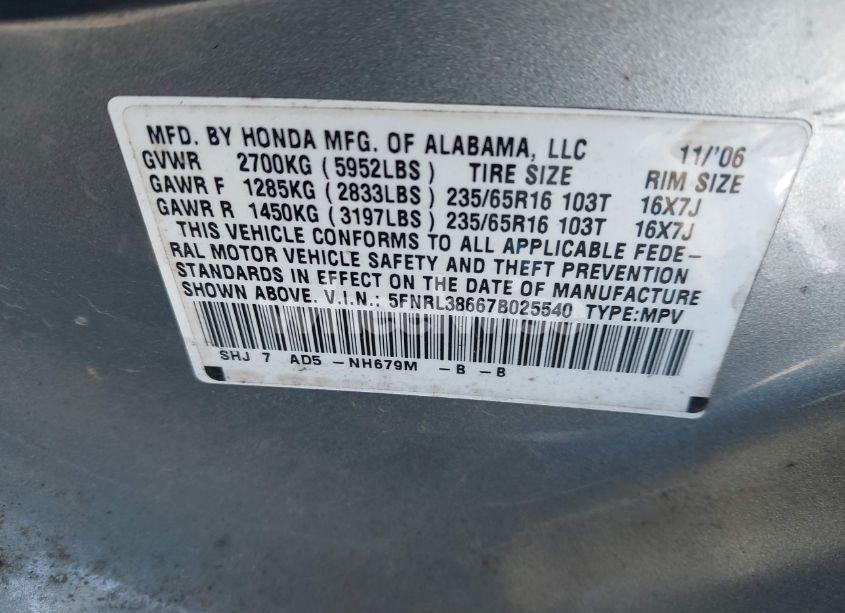 MFD. BY HONDA MFG. OF ALABAMA, LLC 11/'06
GVWR 2700KG (5952LBS) TIRE SIZE RIM SIZE
GAWR F 1285KG (2833LBS) 235/65R16 103T 16X7J
GAWR R 1450KG (3197LBS) 235/65R16 103T 16X7J
THIS VEHICLE CONFORMS TO ALL APPLICABLE FEDE-
RAL MOTOR VEHICLE SAFETY AND THEFT PREVENTION
STANDARDS IN EFFECT ON THE DATE OF MANUFACTURE
SHOWN ABOVE. V.I.N.: 5FNRL38667B025540 TYPE:MPV
SHJ 7 AD5 -NH679M -B -B